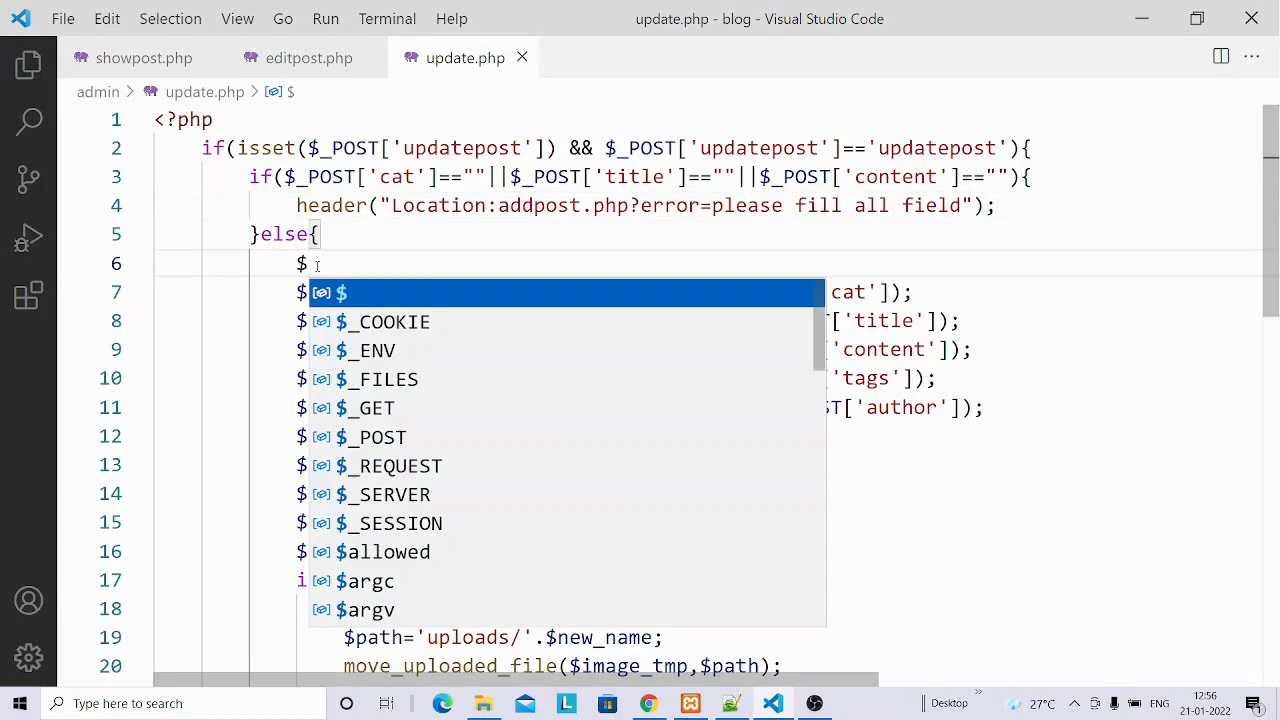 File Edit Selection View Go Run Terminal Help update.php - blog - Visual Studio Code
showpost.php editpost.php update.php
admin > update.php > $
1 <?php
2 if(isset($_POST['updatepost']) && $_POST['updatepost']=='updatepost'){
3 if($_POST['cat']==""||$_POST['title']==""||$_POST['content']==""){
4 header("Location:addpost.php?error=please fill all field");
5 }else{
6 $
7 $ $ cat']);
8 $ $_COOKIE T['title']);
9 $ $_ENV 'content']);
10 $ $_FILES 'tags']);
11 $ $_GET ST['author']);
12 $ $_POST
13 $ $_REQUEST
14 $ $_SERVER
15 $ $_SESSION
16 $ $allowed
17 i $argc
18 $argv
19 $path='uploads/'.$new_name;
20 move_uploaded_file($image_tmp,$path);
Type here to search L Desktop » 27°C ENG 12:56
21-01-2022 1